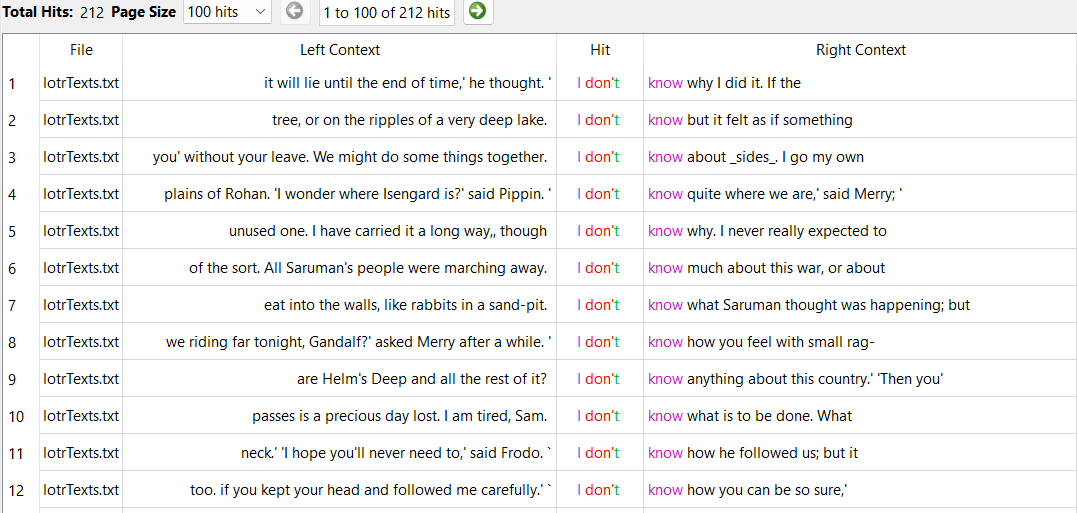 Total Hits: 212 Page Size 100 hits 1 to 100 of 212 hits
File Left Context Hit Right Context
1 lotrTexts.txt it will lie until the end of time,' he thought. ' I don't know why I did it. If the
2 lotrTexts.txt tree, or on the ripples of a very deep lake. I don't know but it felt as if something
3 lotrTexts.txt you' without your leave. We might do some things together. I don't know about _sides_. I go my own
4 lotrTexts.txt plains of Rohan. 'I wonder where Isengard is?' said Pippin. ' I don't know quite where we are,' said Merry; '
5 lotrTexts.txt unused one. I have carried it a long way,, though I don't know why. I never really expected to
6 lotrTexts.txt of the sort. All Saruman's people were marching away. I don't know much about this war, or about
7 lotrTexts.txt eat into the walls, like rabbits in a sand-pit. I don't know what Saruman thought was happening; but
8 lotrTexts.txt we riding far tonight, Gandalf?' asked Merry after a while. ' I don't know how you feel with small rag-
9 lotrTexts.txt are Helm's Deep and all the rest of it? I don't know anything about this country.' 'Then you'
10 lotrTexts.txt passes is a precious day lost. I am tired, Sam. I don't know what is to be done. What
11 lotrTexts.txt neck.' 'I hope you'll never need to,' said Frodo. ` I don't know how he followed us; but it
12 lotrTexts.txt too. if you kept your head and followed me carefully.' ` I don't know how you can be so sure,'